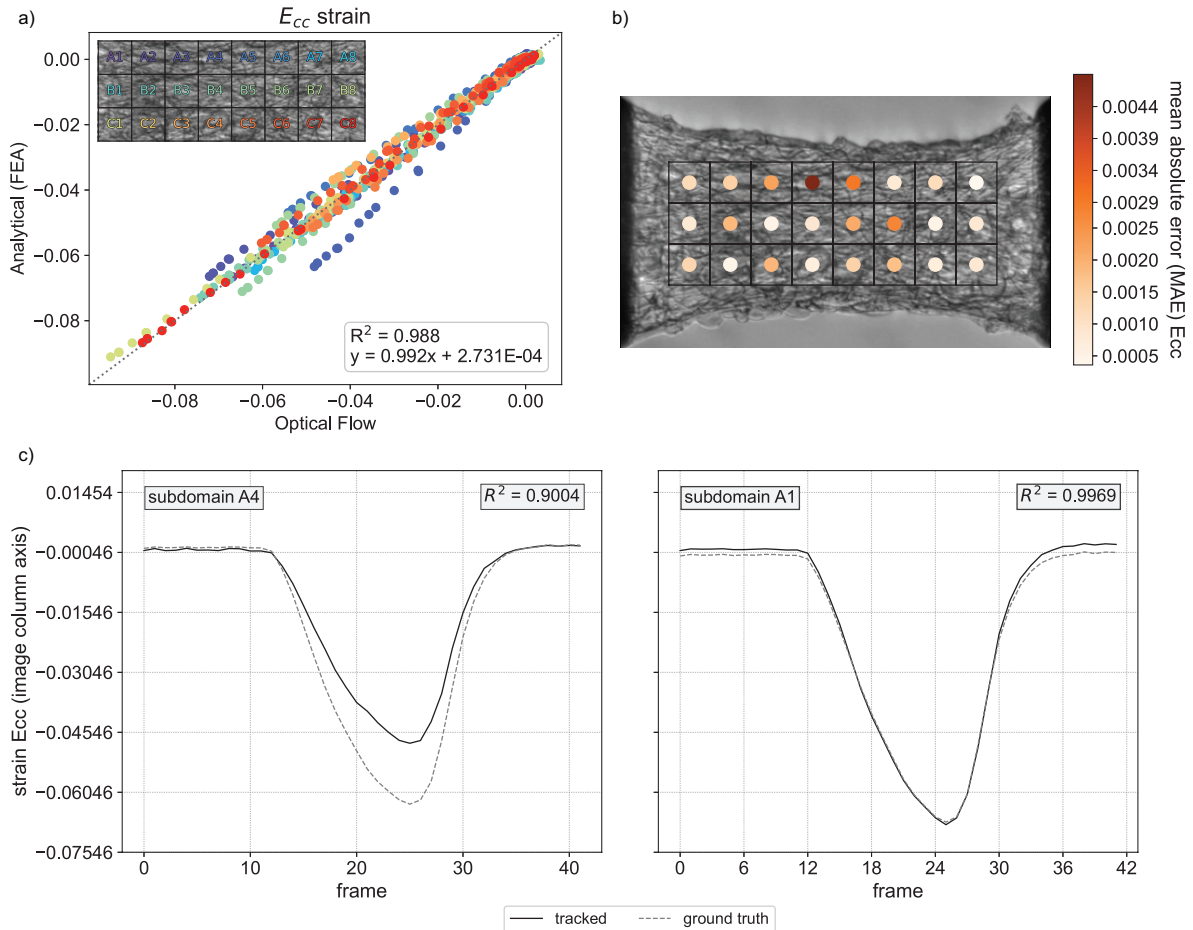 a)
E_cc strain
A1 A2 A3 A4 A5 A6 A7 A8
B1 B2 B3 B4 B5 B6 B7 B8
C1 C2 C3 C4 C5 C6 C7 C8
0.00
−0.02
−0.04
−0.06
−0.08
Analytical (FEA)
R² = 0.988
y = 0.992x + 2.731E-04
−0.08 −0.06 −0.04 −0.02 0.00
Optical Flow
b)
0.0044
0.0039
0.0034
0.0029
0.0025
0.0020
0.0015
0.0010
0.0005
mean absolute error (MAE) Ecc
c)
0.01454
−0.00046
−0.01546
−0.03046
−0.04546
−0.06046
−0.07546
strain Ecc (image column axis)
subdomain A4
R² = 0.9004
0 10 20 30 40
frame
subdomain A1
R² = 0.9969
0 6 12 18 24 30 36 42
frame
tracked ground truth